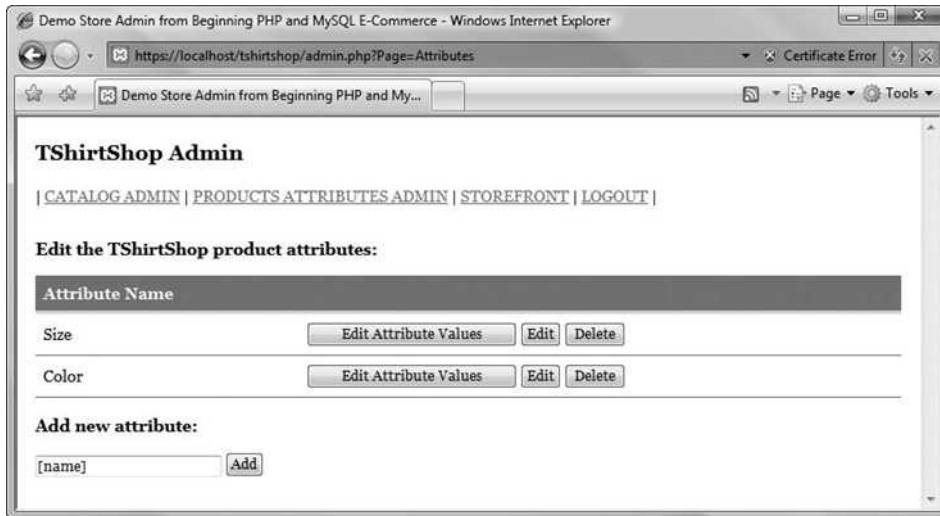 Demo Store Admin from Beginning PHP and MySQL E-Commerce - Windows Internet Explorer
https://localhost/tshirtshop/admin.php?Page=Attributes
Certificate Error
Demo Store Admin from Beginning PHP and My...
Page
Tools
TShirtShop Admin
| CATALOG ADMIN | PRODUCTS ATTRIBUTES ADMIN | STOREFRONT | LOGOUT |
Edit the TShirtShop product attributes:
Attribute Name
Size Edit Attribute Values Edit Delete
Color Edit Attribute Values Edit Delete
Add new attribute:
[name] Add